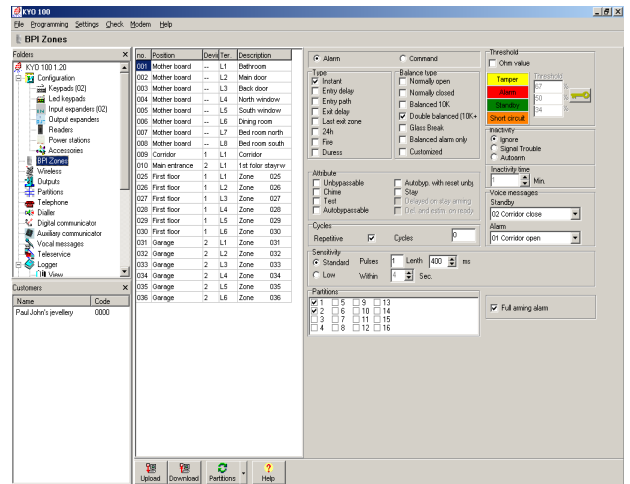 KYO 100
File Programming Settings Check Modem Help
BPI Zones
Folders
KYO 100 1.20
Configuration
Keypads (02)
Led keypads
Input expanders (02)
Output expanders
Readers
Power stations
Accessories
BPI Zones
Wireless
Outputs
Partitions
Telephone
Dialler
Digital communicator
Auxiliary communicator
Vocal messages
Teleservice
Logger
View
Customers
Name Code
Paul John's jevellery 0000
no. Position Devi Ter. Description
001 Mother board -- L1 Bathroom
002 Mother board -- L2 Main door
003 Mother board -- L3 Back door
004 Mother board -- L4 North window
005 Mother board -- L5 South window
006 Mother board -- L6 Dining room
007 Mother board -- L7 Bed room north
008 Mother board -- L8 Bed room south
009 Corridor 1 L1 Corridor
010 Main entrance 2 L1 1st folor stayrw
025 First floor 1 L1 Zone 025
026 First floor 1 L2 Zone 026
027 First floor 1 L3 Zone 027
028 First floor 1 L4 Zone 028
029 First floor 1 L5 Zone 029
030 First floor 1 L6 Zone 030
031 Garage 2 L1 Zone 031
032 Garage 2 L2 Zone 032
033 Garage 2 L3 Zone 033
034 Garage 2 L4 Zone 034
035 Garage 2 L5 Zone 035
036 Garage 2 L6 Zone 036
Alarm Command
Type
Instant
Entry delay
Entry path
Exit delay
Last exit zone
24h
Fire
Duress
Balance type
Normally open
Normally closed
Balanced 10K
Double balanced (10K+
Glass Break
Balanced alarm only
Customized
Attribute
Unbypassable
Chime
Test
Autobypassable
Autobyp. with reset unby
Stay
Delayed on stay arming
Del. and estim. on ready
Cycles
Repetitive Cycles 0
Sensitivity
Standard Pulses 1 Lenth 400 ms
Low Within 4 Sec.
Partitions
1 5 9 13
2 6 10 14
3 7 11 15
4 8 12 16
Threshold
Ohm value
Threshold
Tamper 67 %
Alarm 50 %
Standby 34 %
Short circuit
Inactivity
Ignore
Signal Trouble
Autoarm
Inactivity time
1 Min.
Voice messages
Standby
02 Corridor close
Alarm
01 Corridor open
Full arming alarm
Upload Download Partitions Help